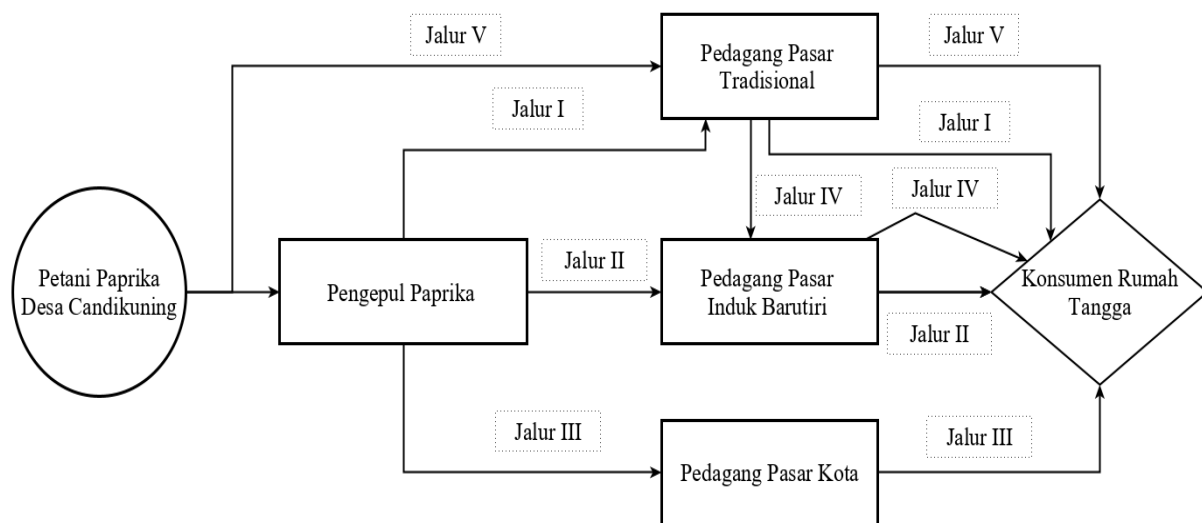 Jalur V
Pedagang Pasar
Tradisional
Jalur V
Jalur I
Jalur I
Jalur IV
Jalur IV
Petani Paprika
Desa Candikuning
Pengepul Paprika
Jalur II
Pedagang Pasar
Induk Barutiri
Konsumen Rumah
Tangga
Jalur II
Jalur III
Pedagang Pasar Kota
Jalur III